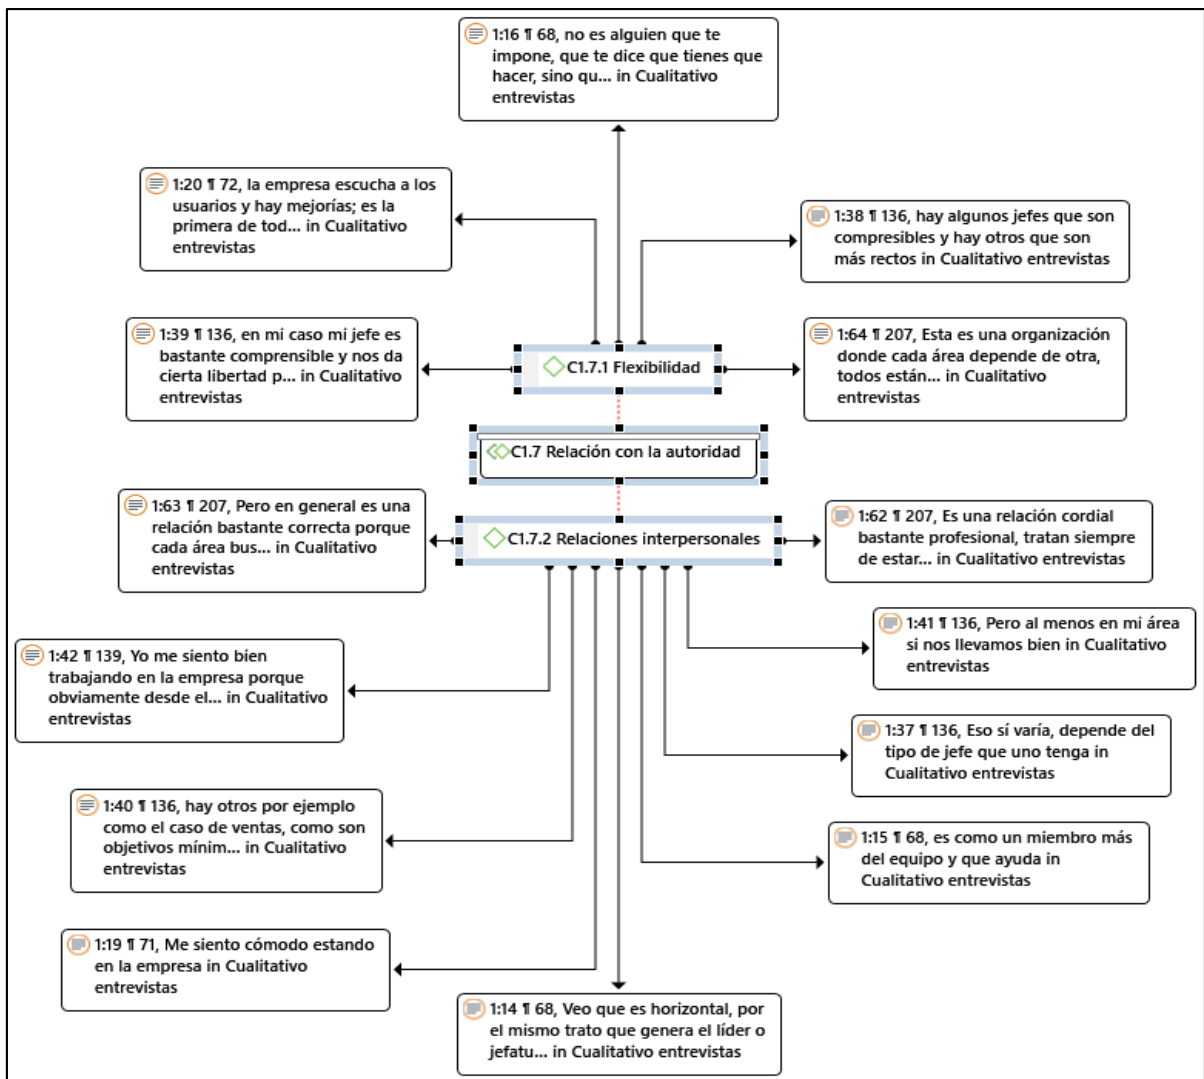 1:16 ¶ 68, no es alguien que te
impone, que te dice que tienes que
hacer, sino qu... in Cualitativo
entrevistas
1:20 ¶ 72, la empresa escucha a los
usuarios y hay mejorías; es la
primera de tod... in Cualitativo
entrevistas
1:38 ¶ 136, hay algunos jefes que son
compresibles y hay otros que son
más rectos in Cualitativo entrevistas
1:39 ¶ 136, en mi caso mi jefe es
bastante comprensible y nos da
cierta libertad p... in Cualitativo
entrevistas
C1.7.1 Flexibilidad
1:64 ¶ 207, Esta es una organización
donde cada área depende de otra,
todos están... in Cualitativo
entrevistas
C1.7 Relación con la autoridad
1:63 ¶ 207, Pero en general es una
relación bastante correcta porque
cada área bus... in Cualitativo
entrevistas
C1.7.2 Relaciones interpersonales
1:62 ¶ 207, Es una relación cordial
bastante profesional, tratan siempre
de estar... in Cualitativo entrevistas
1:41 ¶ 136, Pero al menos en mi área
si nos llevamos bien in Cualitativo
entrevistas
1:42 ¶ 139, Yo me siento bien
trabajando en la empresa porque
obviamente desde el... in Cualitativo
entrevistas
1:37 ¶ 136, Eso sí varía, depende del
tipo de jefe que uno tenga in
Cualitativo entrevistas
1:40 ¶ 136, hay otros por ejemplo
como el caso de ventas, como son
objetivos mínim... in Cualitativo
entrevistas
1:15 ¶ 68, es como un miembro más
del equipo y que ayuda in
Cualitativo entrevistas
1:19 ¶ 71, Me siento cómodo estando
en la empresa in Cualitativo
entrevistas
1:14 ¶ 68, Veo que es horizontal, por
el mismo trato que genera el líder o
jefatu... in Cualitativo entrevistas